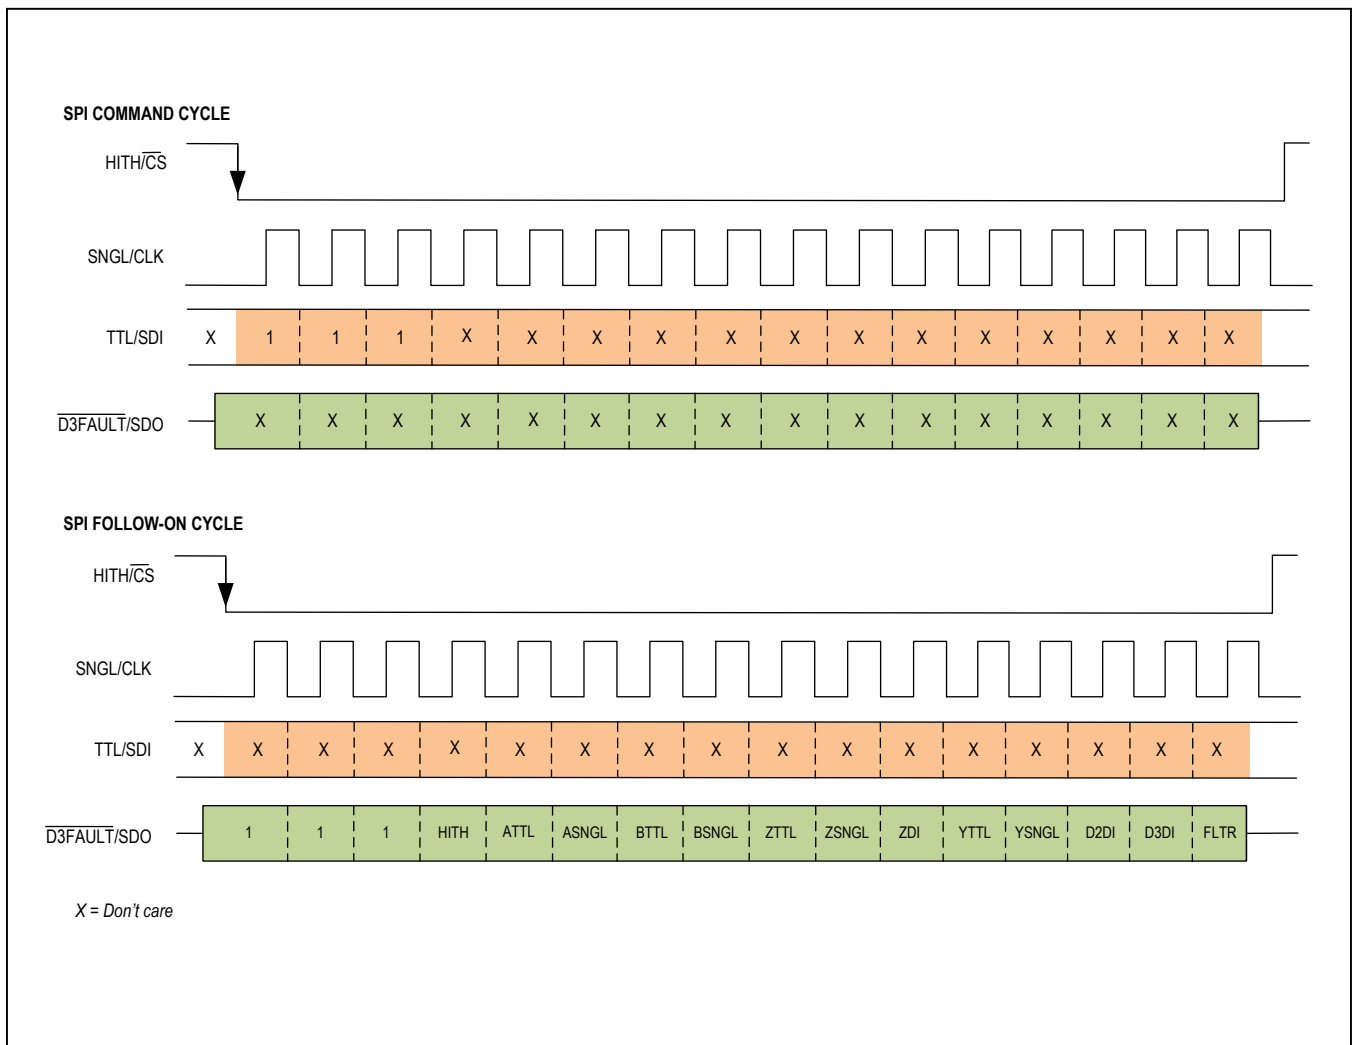 SPI COMMAND CYCLE
HITH/CS
SNGL/CLK
TTL/SDI X 1 1 1 X X X X X X X X X X X X X
D3FAULT/SDO X X X X X X X X X X X X X X X X
SPI FOLLOW-ON CYCLE
HITH/CS
SNGL/CLK
TTL/SDI X X X X X X X X X X X X X X X X X
D3FAULT/SDO 1 1 1 HITH ATTL ASNGL BTTL BSNGL ZTTL ZSNGL ZDI YTTL YSNGL D2DI D3DI FLTR
X = Don't care